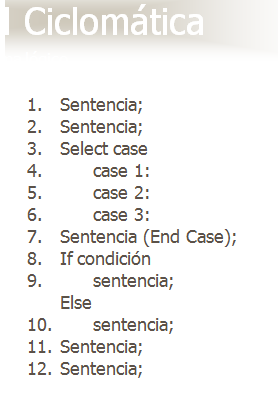 Ciclomática
1. Sentencia;
2. Sentencia;
3. Select case
4. case 1:
5. case 2:
6. case 3:
7. Sentencia (End Case);
8. If condición
9. sentencia;
Else
10. sentencia;
11. Sentencia;
12. Sentencia;